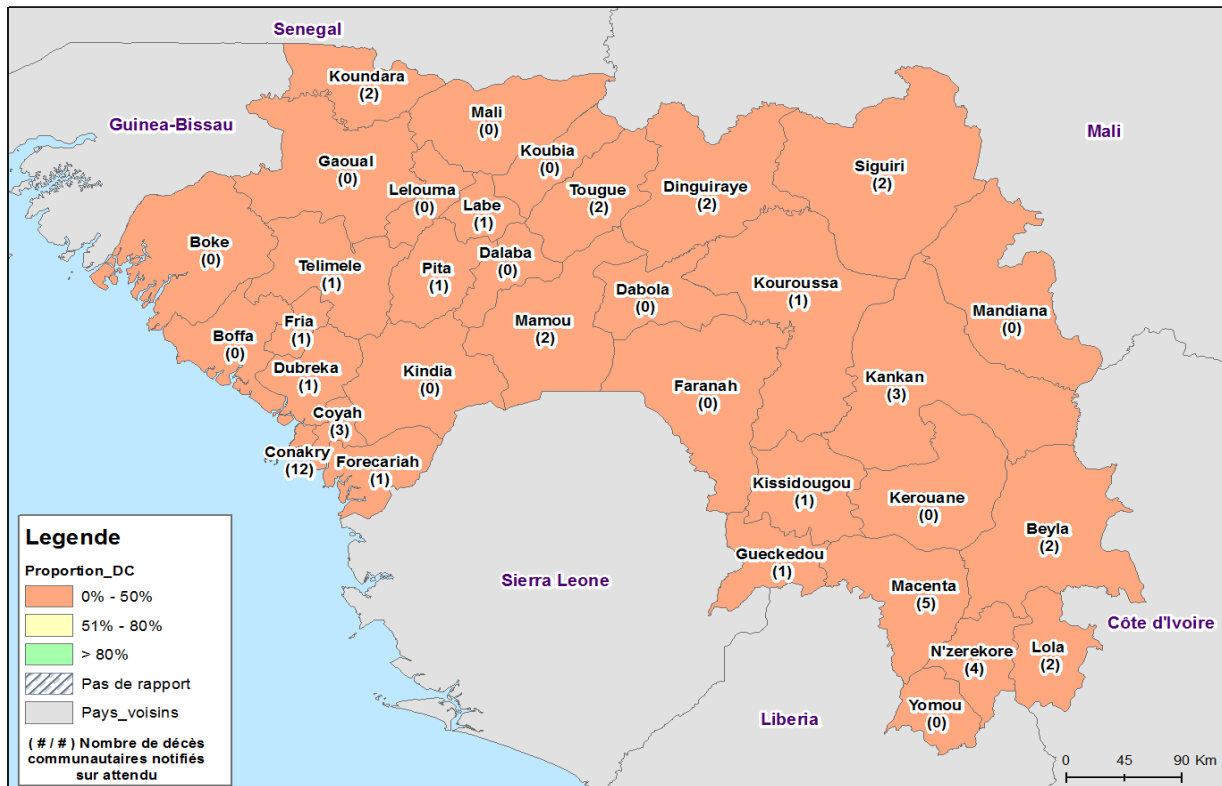 Senegal
Koundara
(2)
Guinea-Bissau
Mali
(0)
Mali
Koubia
(0)
Gaoual
(0)
Siguiri
(2)
Lelouma
(0)
Tougue
(2)
Dinguiraye
(2)
Labe
(1)
Boke
(0)
Dalaba
(0)
Telimele
(1)
Pita
(1)
Dabola
(0)
Kouroussa
(1)
Mandiana
(0)
Fria
(1)
Mamou
(2)
Boffa
(0)
Dubreka
(1)
Kindia
(0)
Faranah
(0)
Kankan
(3)
Coyah
(3)
Conakry
(12)
Forecariah
(1)
Kissidougou
(1)
Kerouane
(0)
Beyla
(2)
Gueckedou
(1)
Sierra Leone
Macenta
(5)
Côte d'Ivoire
N'zerekore
(4)
Lola
(2)
Yomou
(0)
Liberia
Legende
Proportion_DC
0% - 50%
51% - 80%
> 80%
Pas de rapport
Pays_voisins
( # / # ) Nombre de décès
communautaires notifiés
sur attendu
0 45 90 Km